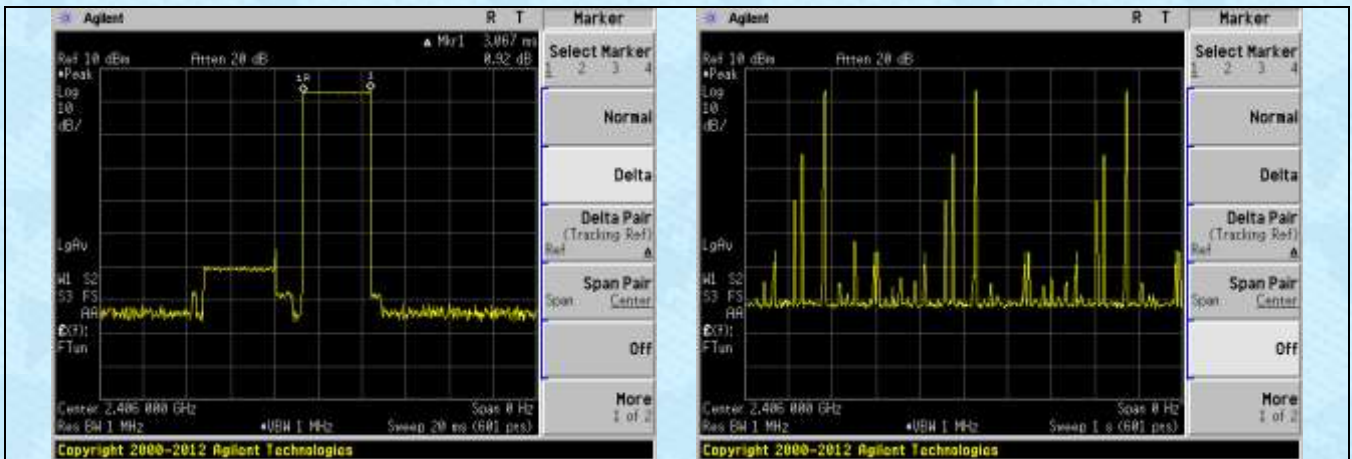 Agilent R T
▲ Mkr1 3.067 ms
Ref 10 dBm Atten 20 dB 0.92 dB
•Peak
Log
10
dB/
1R 1
LgAv
W1 S2
S3 FS
AA
£(f):
FTun
Center 2.406 000 GHz Span 0 Hz
Res BW 1 MHz •VBW 1 MHz Sweep 20 ms (601 pts)
Copyright 2000-2012 Agilent Technologies
Marker
Select Marker
1 2 3 4
Normal
Delta
Delta Pair
(Tracking Ref)
Ref ▲
Span Pair
Span Center
Off
More
1 of 2
Agilent R T
Ref 10 dBm Atten 20 dB
•Peak
Log
10
dB/
LgAv
W1 S2
S3 FS
AA
£(f):
FTun
Center 2.406 000 GHz Span 0 Hz
Res BW 1 MHz •VBW 1 MHz Sweep 1 s (601 pts)
Copyright 2000-2012 Agilent Technologies
Marker
Select Marker
1 2 3 4
Normal
Delta
Delta Pair
(Tracking Ref)
Ref ▲
Span Pair
Span Center
Off
More
1 of 2